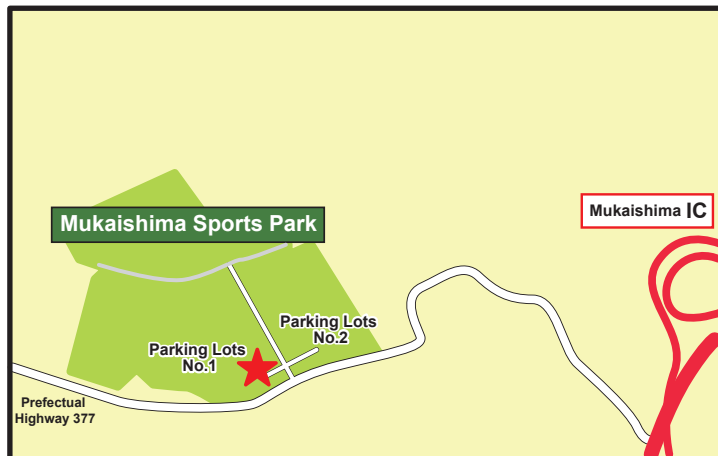 Mukaishima Sports Park
Mukaishima IC
Parking Lots
No.2
Parking Lots
No.1
Prefectual
Highway 377